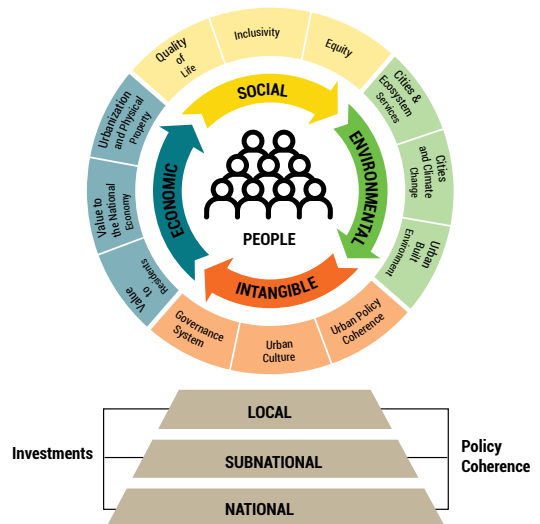 Quality
of
Life
Inclusivity
Equity
Cities &
Ecosystem
Services
Cities
and Climate
Change
Urban
Built
Environment
Urban Policy
Coherence
Urban
Culture
Governance
System
Value
to
Residents
Value to
the National
Economy
Urbanization
and Physical
Property
SOCIAL
ENVIRONMENTAL
INTANGIBLE
ECONOMIC
PEOPLE
LOCAL
SUBNATIONAL
NATIONAL
Investments
Policy
Coherence